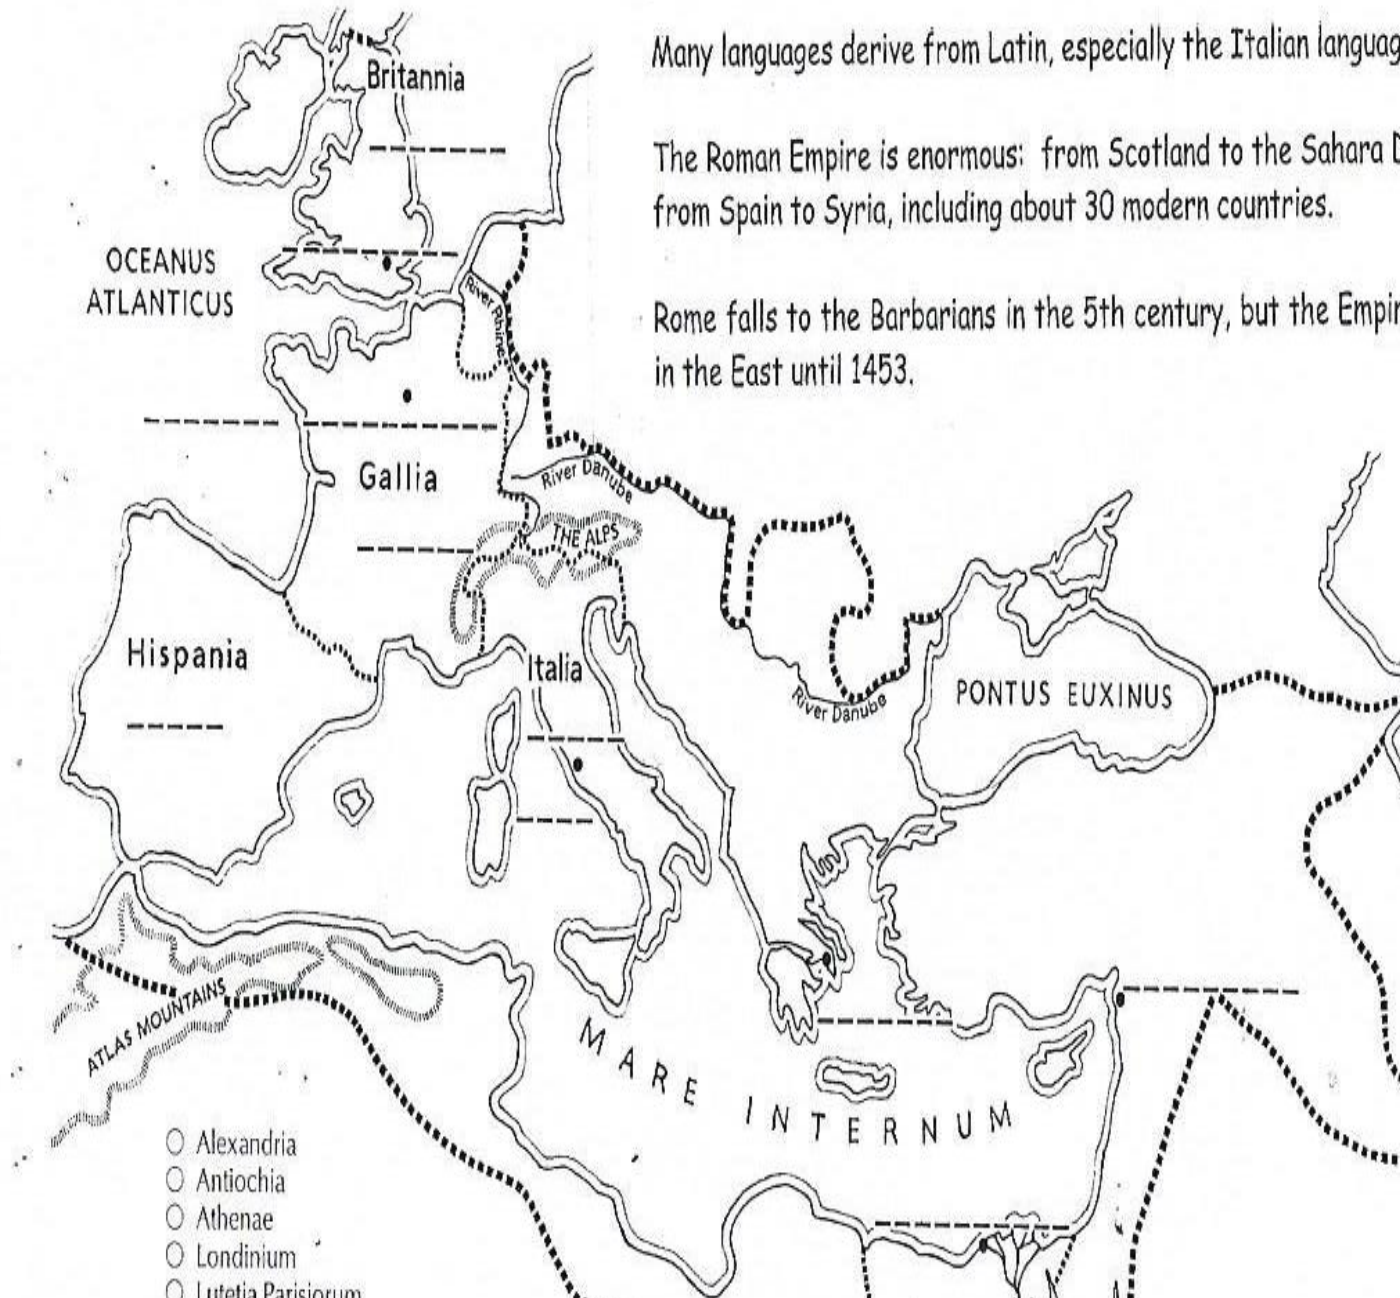 Many languages derive from Latin, especially the Italian languag
The Roman Empire is enormous: from Scotland to the Sahara D
from Spain to Syria, including about 30 modern countries.
Rome falls to the Barbarians in the 5th century, but the Empir
in the East until 1453.
Britannia
OCEANUS
ATLANTICUS
River Rhine
Gallia
River Danube
THE ALPS
Hispania
Italia
River Danube
PONTUS EUXINUS
ATLAS MOUNTAINS
MARE INTERNUM
Alexandria
Antiochia
Athenae
Londinium
Lutetia Parisiorum